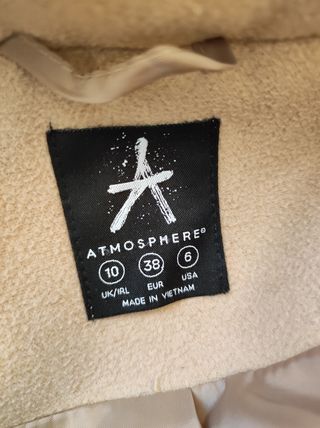 ATMOSPHERE®
10 38 6
UK/IRL EUR USA
MADE IN VIETNAM